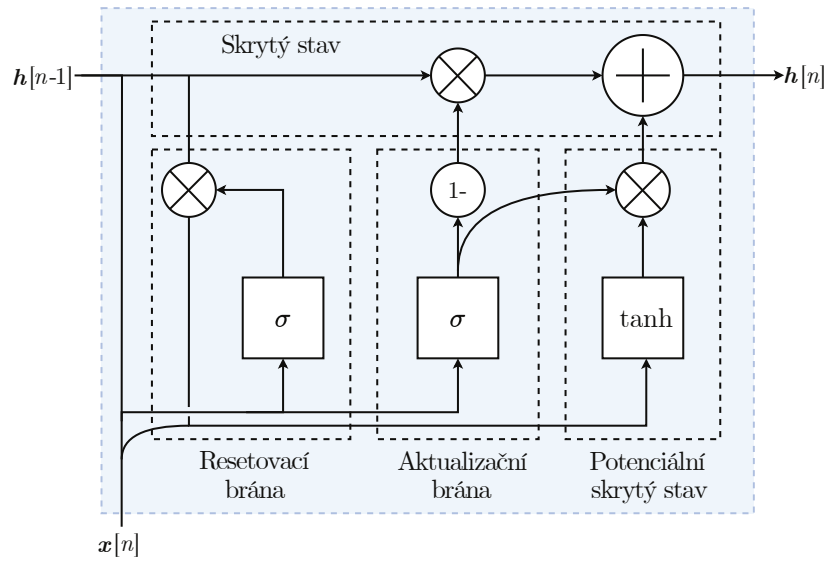 Skrytý stav
h[n-1]
h[n]
1-
σ
σ
tanh
Resetovací
brána
Aktualizační
brána
Potenciální
skrytý stav
x[n]